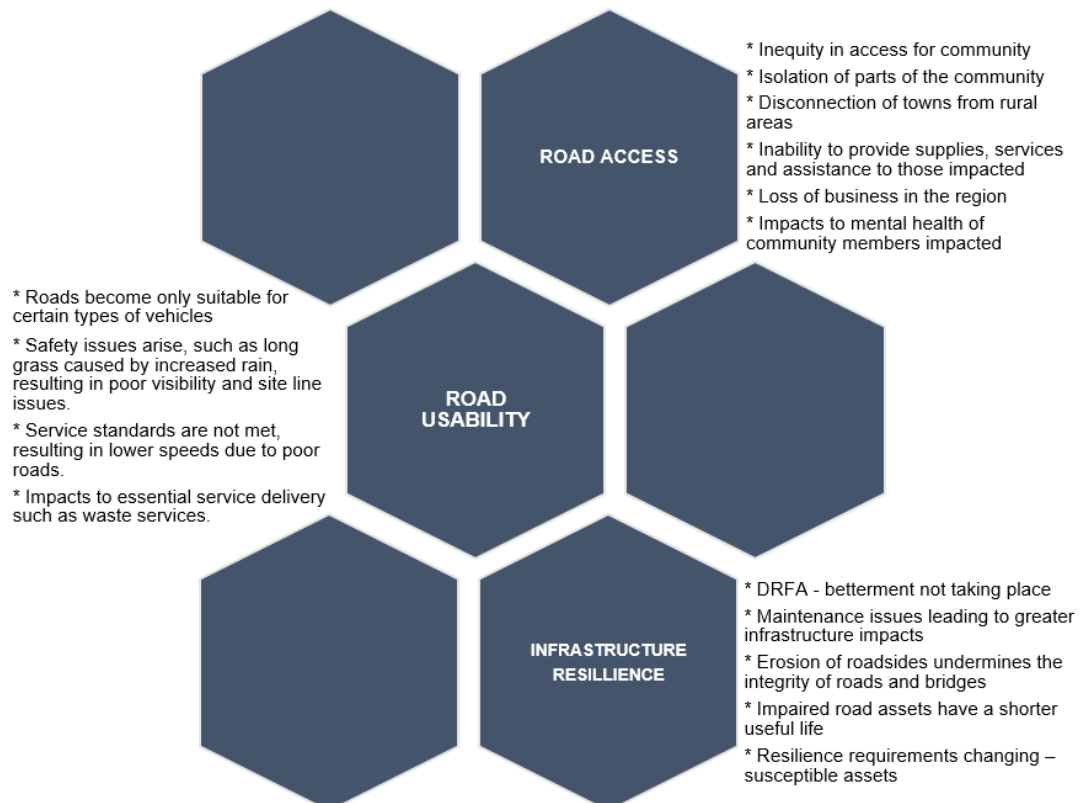 ROAD ACCESS
* Inequity in access for community
* Isolation of parts of the community
* Disconnection of towns from rural
areas
* Inability to provide supplies, services
and assistance to those impacted
* Loss of business in the region
* Impacts to mental health of
community members impacted
* Roads become only suitable for
certain types of vehicles
* Safety issues arise, such as long
grass caused by increased rain,
resulting in poor visibility and site line
issues.
* Service standards are not met,
resulting in lower speeds due to poor
roads.
* Impacts to essential service delivery
such as waste services.
ROAD
USABILITY
INFRASTRUCTURE
RESILLIENCE
* DRFA - betterment not taking place
* Maintenance issues leading to greater
infrastructure impacts
* Erosion of roadsides undermines the
integrity of roads and bridges
* Impaired road assets have a shorter
useful life
* Resilience requirements changing –
susceptible assets